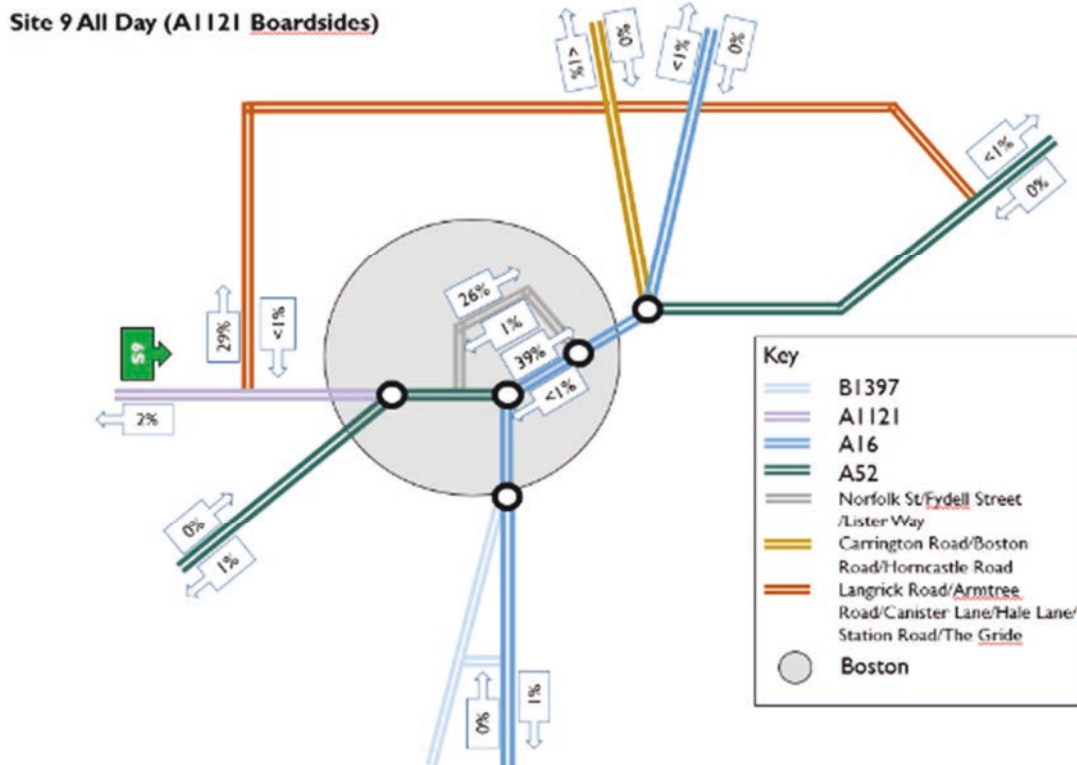 Site 9 All Day (A1121 Boardsides)
<1%
0%
<1%
0%
<1%
0%
26%
1%
39%
<1%
29%
<1%
S9
2%
0%
1%
0%
1%
Key
B1397
A1121
A16
A52
Norfolk St/Fydell Street
/Lister Way
Carrington Road/Boston
Road/Horncastle Road
Langrick Road/Armtree
Road/Canister Lane/Hale Lane/
Station Road/The Gride
Boston